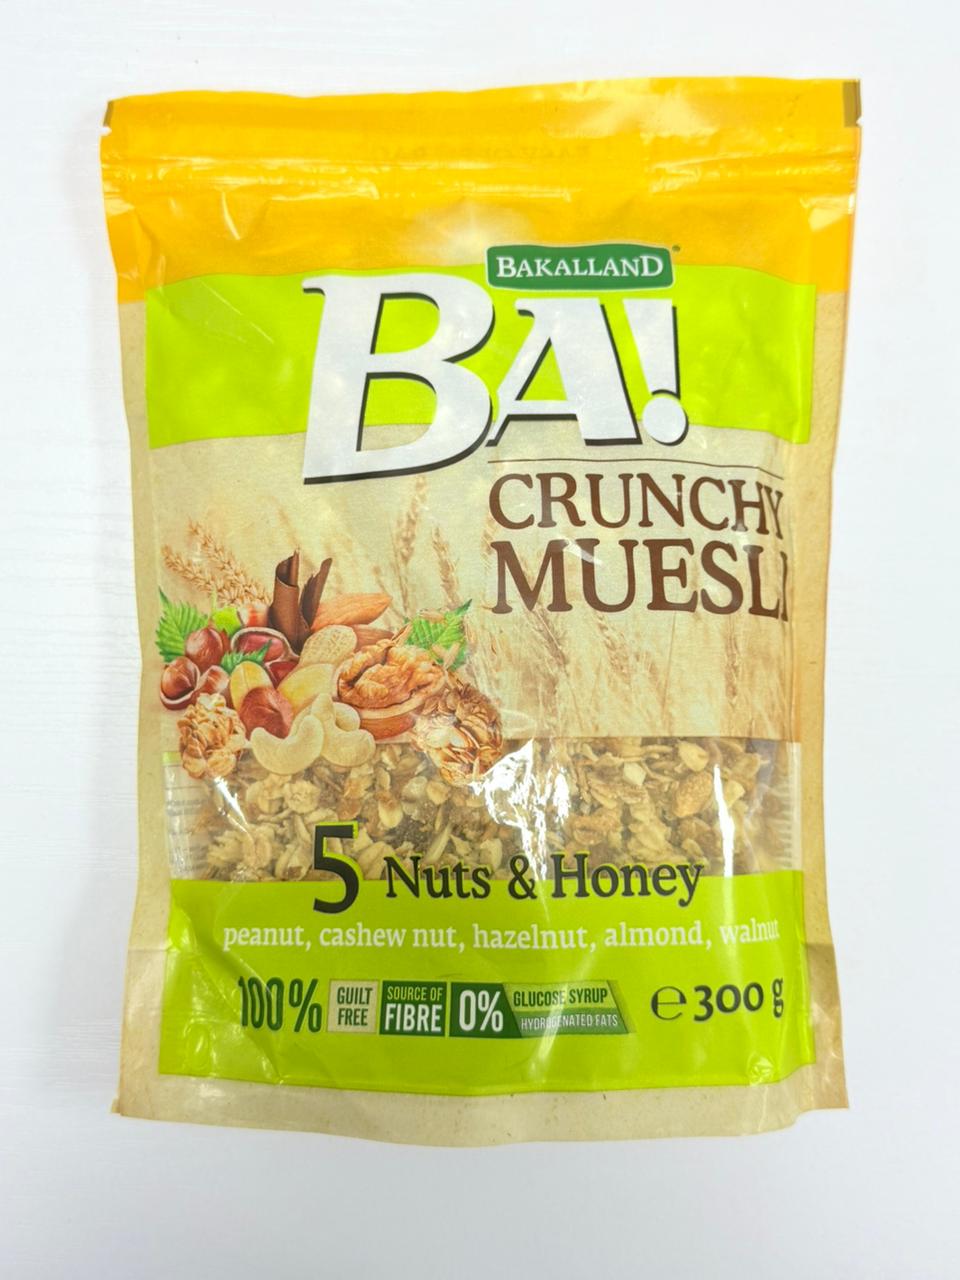 BAKALLAND
BA!
CRUNCHY
MUESLI
5 Nuts & Honey
peanut, cashew nut, hazelnut, almond, walnut
100% GUILT FREE SOURCE OF FIBRE 0% GLUCOSE SYRUP HYDROGENATED FATS ℮ 300 g